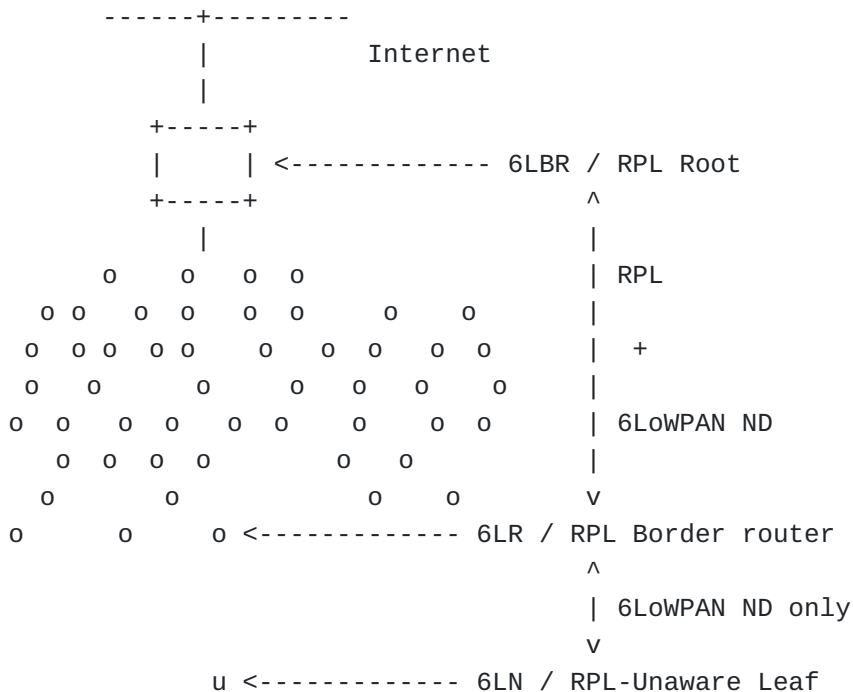 ------+---------
|          Internet
|
+-----+
|     | <------------- 6LBR / RPL Root
+-----+                     ^
|                        |
o    o   o  o                  | RPL
o o   o  o   o  o     o    o       |
o  o o  o o    o   o  o   o  o      |  +
o   o      o     o   o   o    o     |
o  o   o  o   o  o    o    o  o      | 6LoWPAN ND
o  o  o  o        o   o           |
o       o            o    o        v
o      o     o <------------- 6LR / RPL Border router
^
| 6LoWPAN ND only
v
u <------------- 6LN / RPL-Unaware Leaf